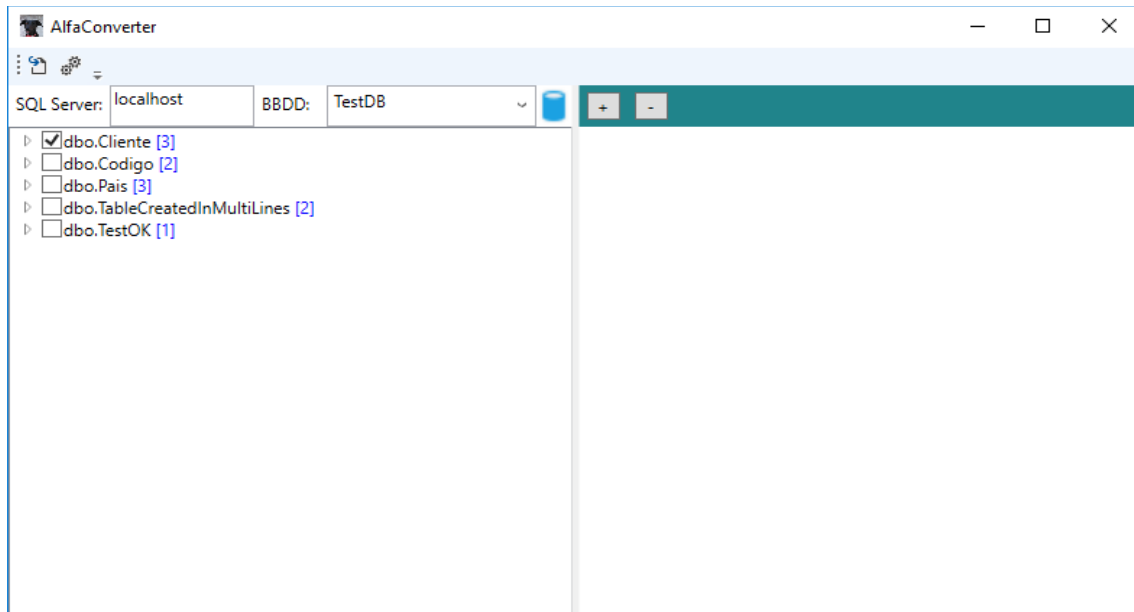 AlfaConverter
SQL Server: localhost BBDD: TestDB + -
dbo.Cliente [3]
dbo.Codigo [2]
dbo.Pais [3]
dbo.TableCreatedInMultiLines [2]
dbo.TestOK [1]